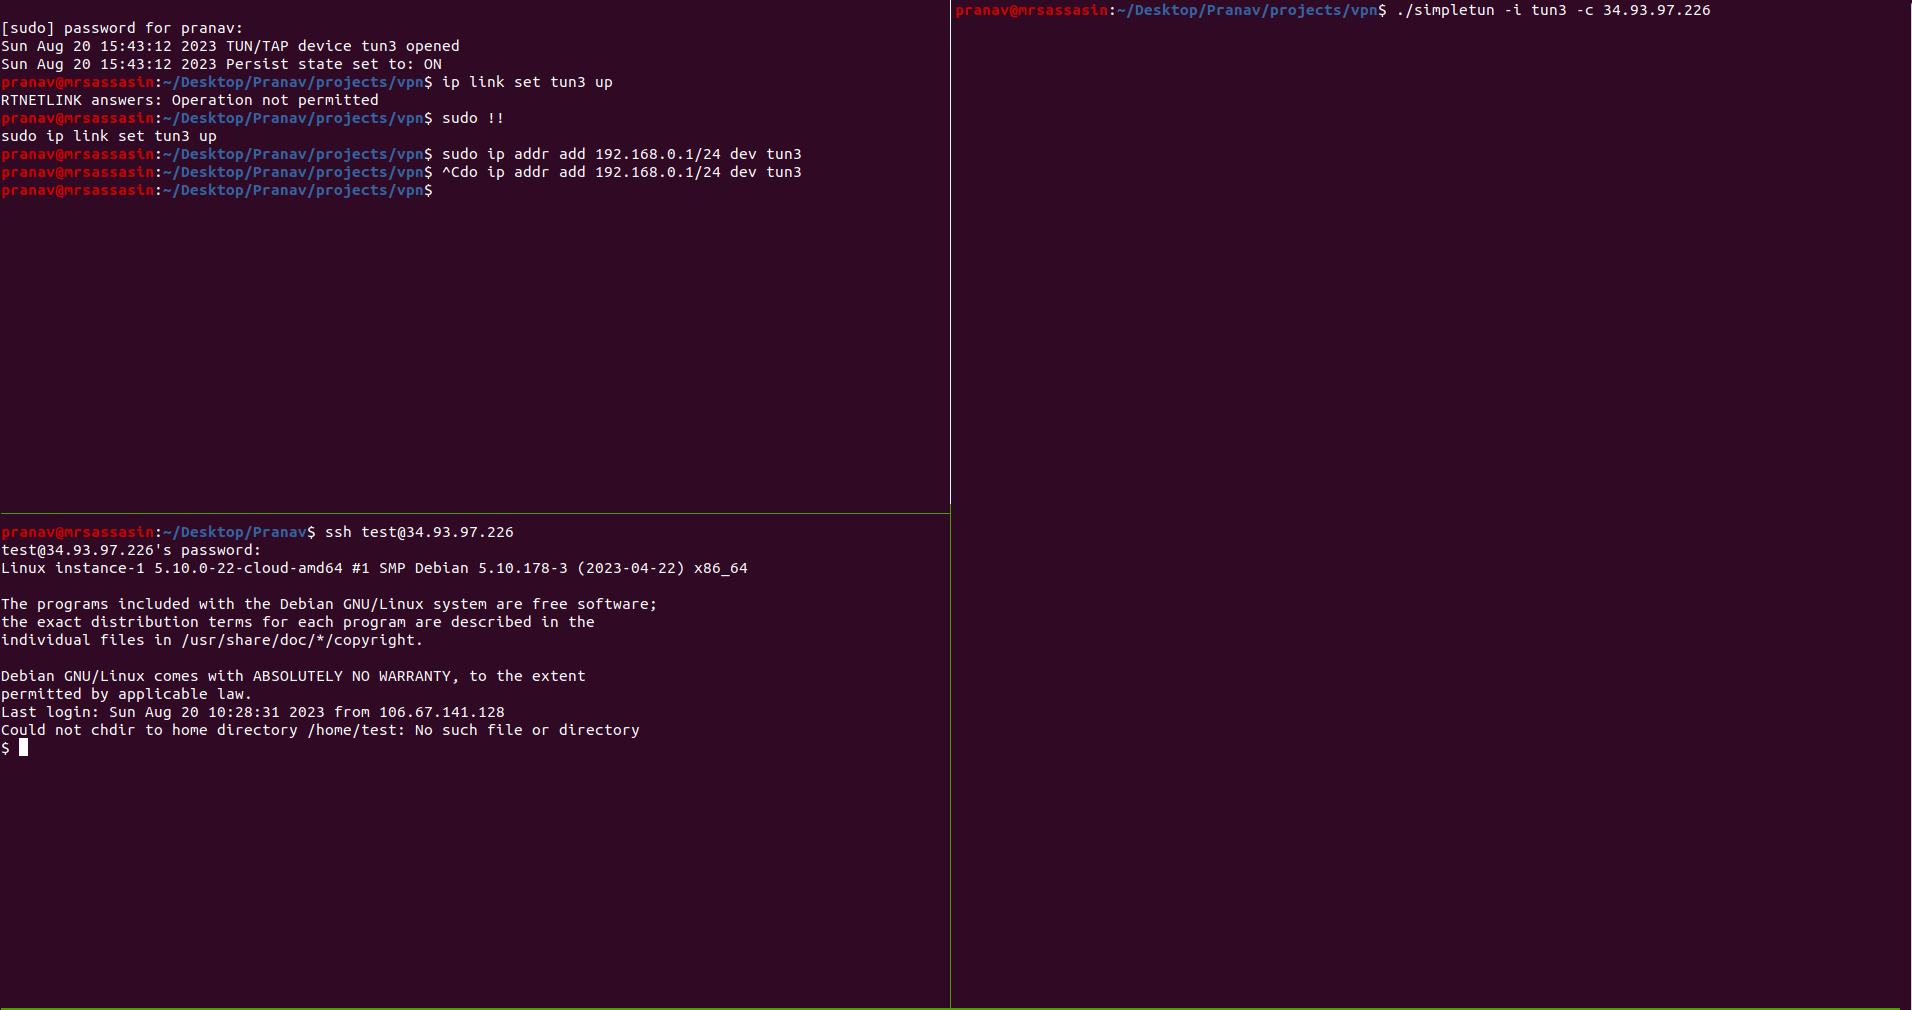 [sudo] password for pranav:
Sun Aug 20 15:43:12 2023 TUN/TAP device tun3 opened
Sun Aug 20 15:43:12 2023 Persist state set to: ON
pranav@mrsassasin:~/Desktop/Pranav/projects/vpn$ ip link set tun3 up
RTNETLINK answers: Operation not permitted
pranav@mrsassasin:~/Desktop/Pranav/projects/vpn$ sudo !!
sudo ip link set tun3 up
pranav@mrsassasin:~/Desktop/Pranav/projects/vpn$ sudo ip addr add 192.168.0.1/24 dev tun3
pranav@mrsassasin:~/Desktop/Pranav/projects/vpn$ ^Cdo ip addr add 192.168.0.1/24 dev tun3
pranav@mrsassasin:~/Desktop/Pranav/projects/vpn$
pranav@mrsassasin:~/Desktop/Pranav$ ssh test@34.93.97.226
test@34.93.97.226's password:
Linux instance-1 5.10.0-22-cloud-amd64 #1 SMP Debian 5.10.178-3 (2023-04-22) x86_64
The programs included with the Debian GNU/Linux system are free software;
the exact distribution terms for each program are described in the
individual files in /usr/share/doc/*/copyright.
Debian GNU/Linux comes with ABSOLUTELY NO WARRANTY, to the extent
permitted by applicable law.
Last login: Sun Aug 20 10:28:31 2023 from 106.67.141.128
Could not chdir to home directory /home/test: No such file or directory
$
pranav@mrsassasin:~/Desktop/Pranav/projects/vpn$ ./simpletun -i tun3 -c 34.93.97.226